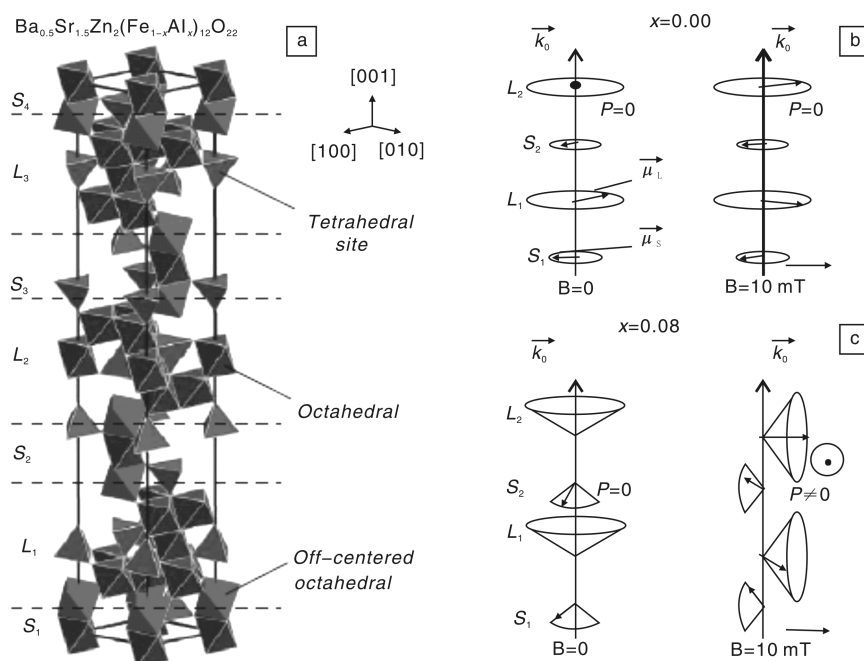 Ba0.5Sr1.5Zn2(Fe1-xAlx)12O22
a
[001]
[100]
[010]
S4
L3
Tetrahedral
site
S3
L2
Octahedral
S2
L1
Off-centered
octahedral
S1
x=0.00
b
k0
k0
L2
P=0
P=0
S2
μL
L1
μS
S1
B=0
B=10 mT
x=0.08
c
k0
k0
L2
S2
P=0
P≠0
L1
S1
B=0
B=10 mT